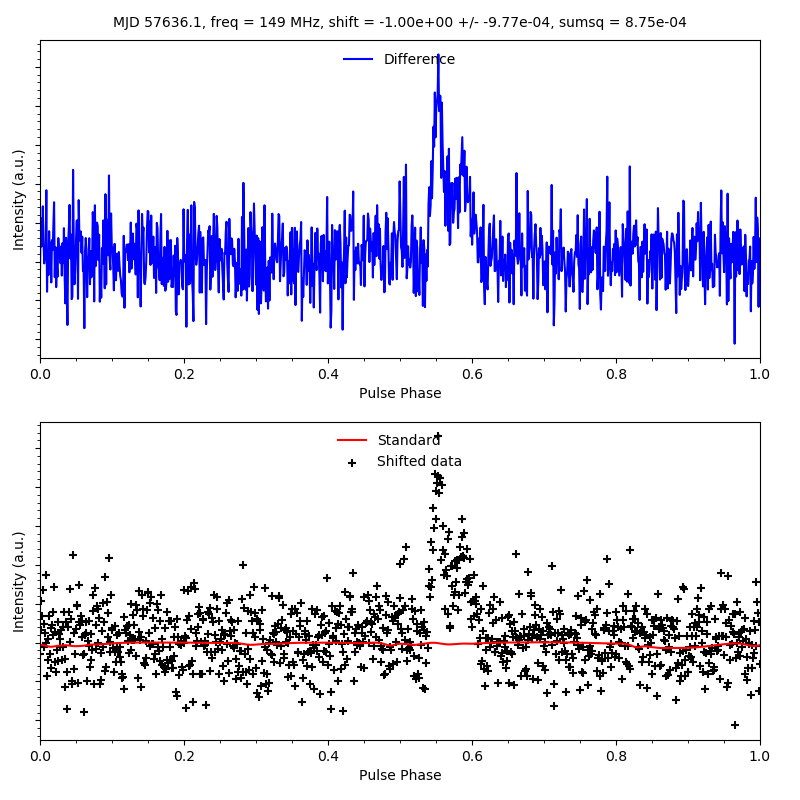 MJD 57636.1, freq = 149 MHz, shift = -1.00e+00 +/- -9.77e-04, sumsq = 8.75e-04
Difference
Intensity (a.u.)
0.0 0.2 0.4 0.6 0.8 1.0
Pulse Phase
Standard
Shifted data
Intensity (a.u.)
0.0 0.2 0.4 0.6 0.8 1.0
Pulse Phase